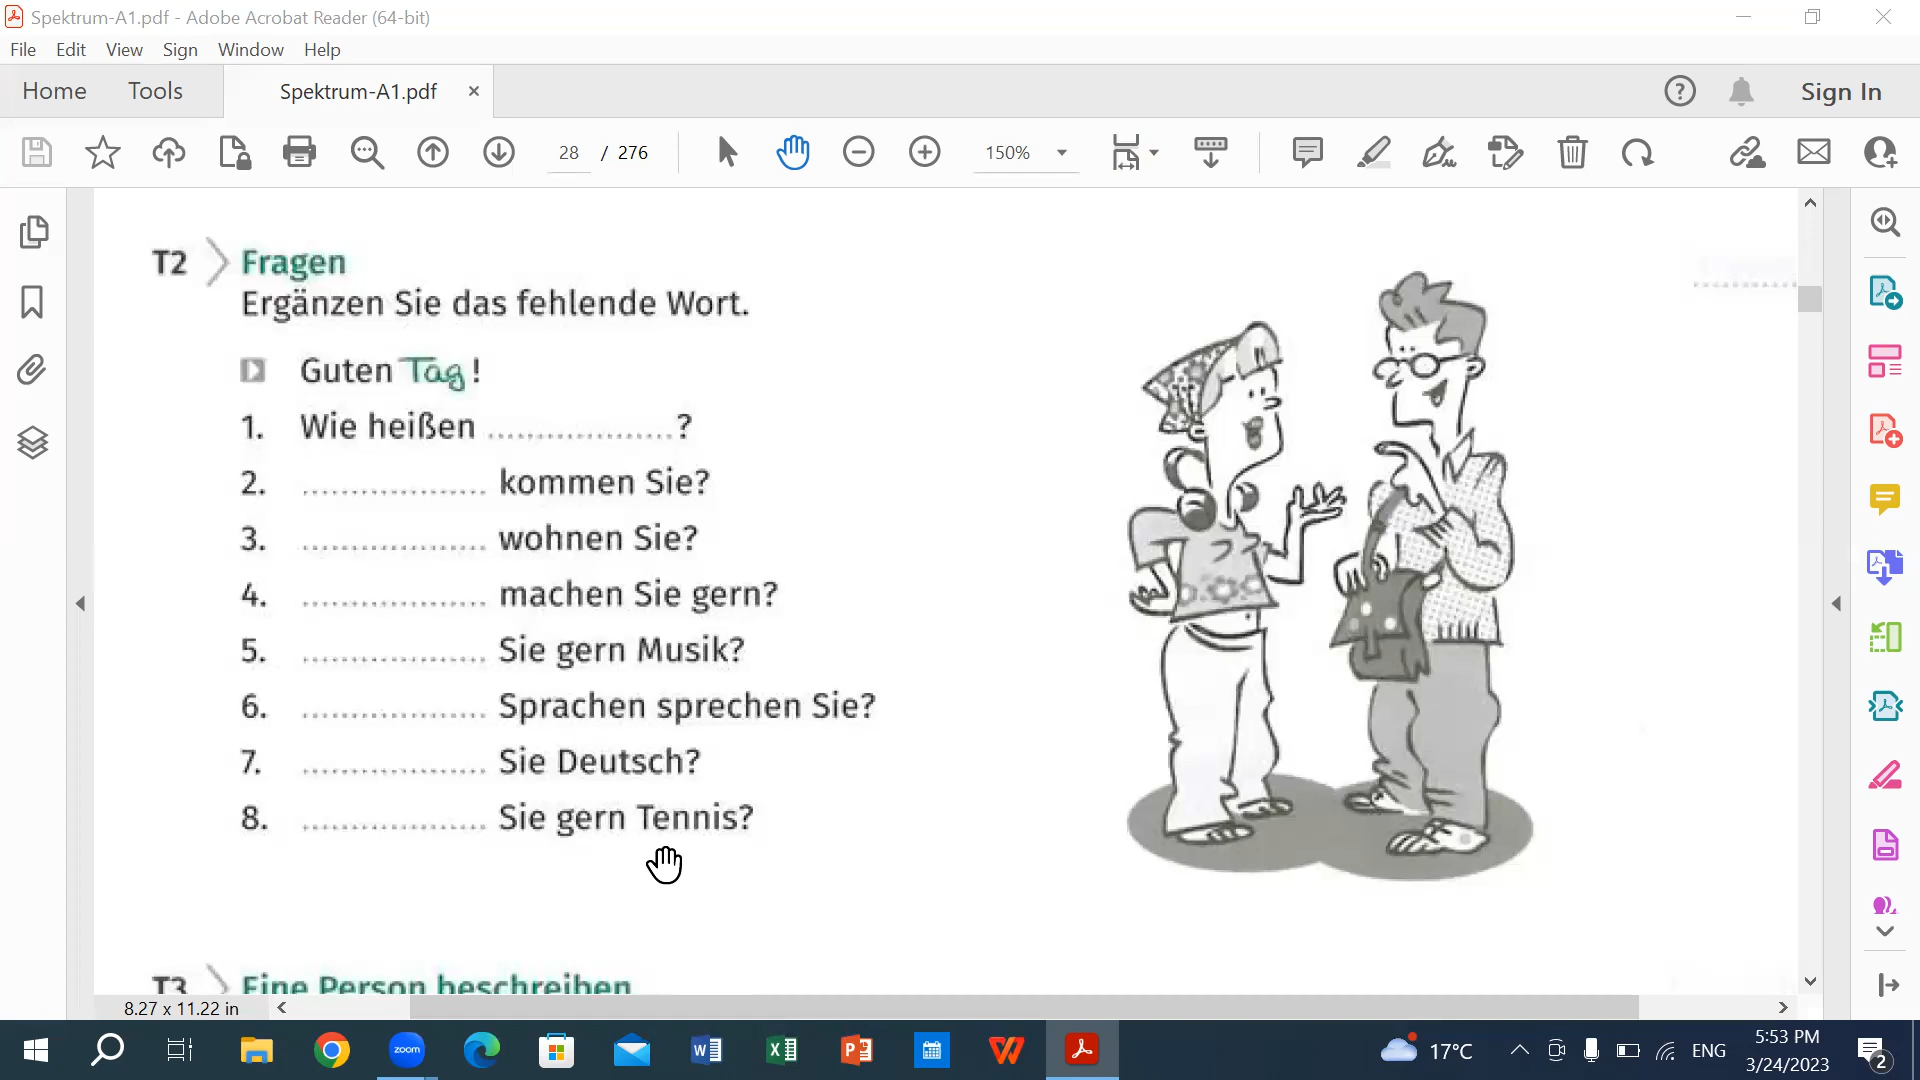 Spektrum-A1.pdf - Adobe Acrobat Reader (64-bit)
File Edit View Sign Window Help
Home Tools Spektrum-A1.pdf × Sign In
28 / 276 150%
T2 Fragen
Ergänzen Sie das fehlende Wort.
Guten Tag !
1. Wie heißen ................... ?
2. ................... kommen Sie?
3. ................... wohnen Sie?
4. ................... machen Sie gern?
5. ................... Sie gern Musik?
6. ................... Sprachen sprechen Sie?
7. ................... Sie Deutsch?
8. ................... Sie gern Tennis?
T3 Eine Person beschreiben
8.27 x 11.22 in
zoom
17°C ENG
5:53 PM
3/24/2023
2